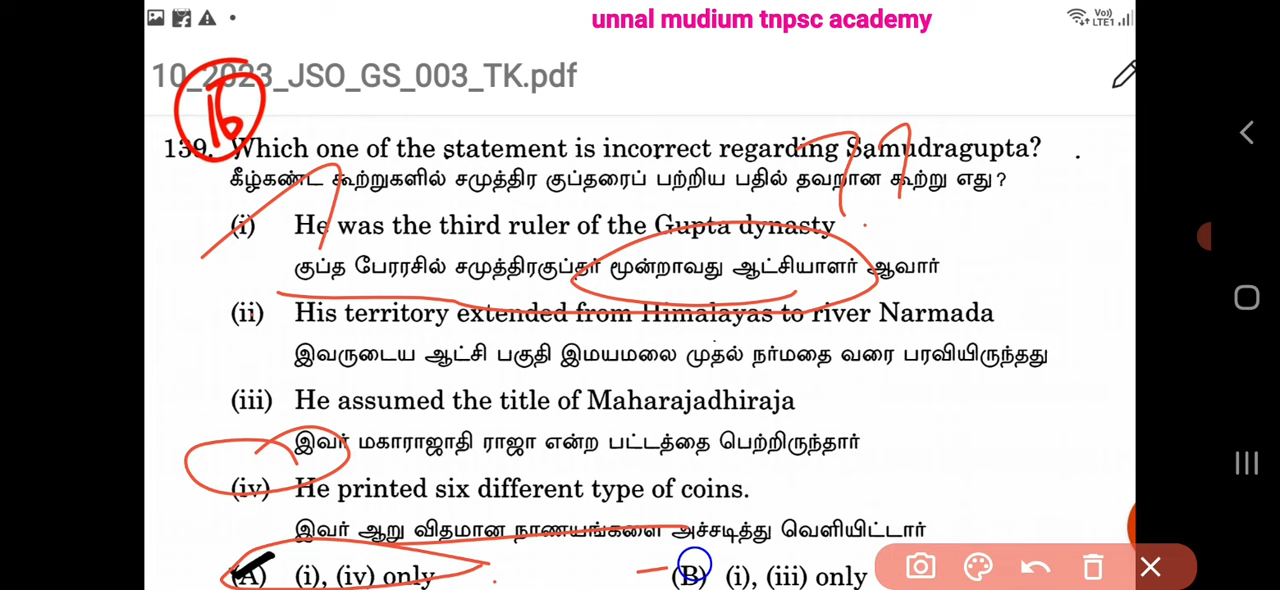 unnal mudium tnpsc academy
Vo)) LTE1
10_2023_JSO_GS_003_TK.pdf
16
139. Which one of the statement is incorrect regarding Samudragupta?
கீழ்கண்ட கூற்றுகளில் சமுத்திர குப்தரைப் பற்றிய பதில் தவறான கூற்று எது?
(i) He was the third ruler of the Gupta dynasty
குப்த பேரரசில் சமுத்திரகுப்தர் மூன்றாவது ஆட்சியாளர் ஆவார்
(ii) His territory extended from Himalayas to river Narmada
இவருடைய ஆட்சி பகுதி இமயமலை முதல் நர்மதை வரை பரவியிருந்தது
(iii) He assumed the title of Maharajadhiraja
இவர் மகாராஜாதி ராஜா என்ற பட்டத்தை பெற்றிருந்தார்
(iv) He printed six different type of coins.
இவர் ஆறு விதமான நாணயங்களை அச்சடித்து வெளியிட்டார்
(A) (i), (iv) only (B) (i), (iii) only